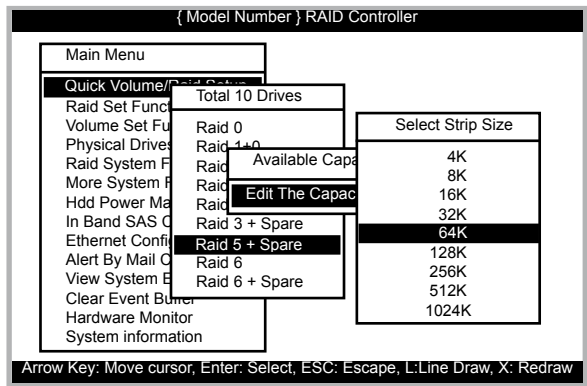 { Model Number } RAID Controller
Main Menu
Quick Volume/Raid Setup
Raid Set Funct
Volume Set Fu
Physical Drives
Raid System F
More System F
Hdd Power Ma
In Band SAS C
Ethernet Config
Alert By Mail C
View System E
Clear Event Buffer
Hardware Monitor
System information
Total 10 Drives
Raid 0
Raid 1+0
Raid
Raid
Raid
Raid 3 + Spare
Raid 5 + Spare
Raid 6
Raid 6 + Spare
Available Capa
Edit The Capac
Select Strip Size
4K
8K
16K
32K
64K
128K
256K
512K
1024K
Arrow Key: Move cursor, Enter: Select, ESC: Escape, L:Line Draw, X: Redraw